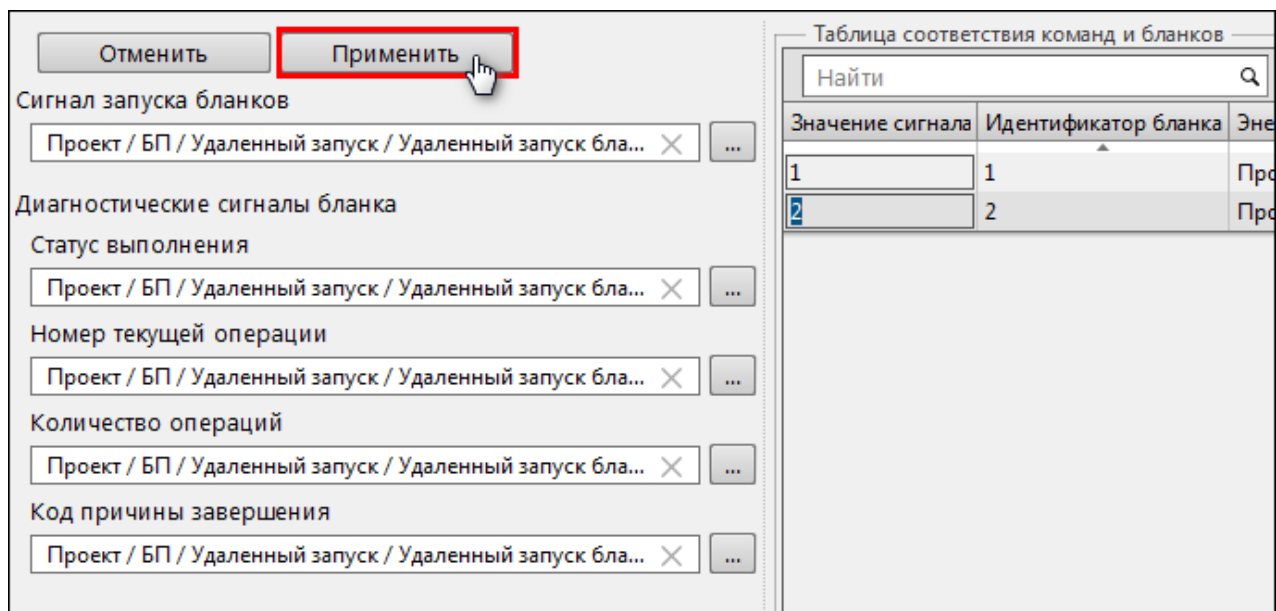 Отменить
Применить
Сигнал запуска бланков
Проект / БП / Удаленный запуск / Удаленный запуск бла...
...
Диагностические сигналы бланка
Статус выполнения
Проект / БП / Удаленный запуск / Удаленный запуск бла...
...
Номер текущей операции
Проект / БП / Удаленный запуск / Удаленный запуск бла...
...
Количество операций
Проект / БП / Удаленный запуск / Удаленный запуск бла...
...
Код причины завершения
Проект / БП / Удаленный запуск / Удаленный запуск бла...
...
Таблица соответствия команд и бланков
Найти
Значение сигнала Идентификатор бланка Эне
1 1 Про
2 2 Про